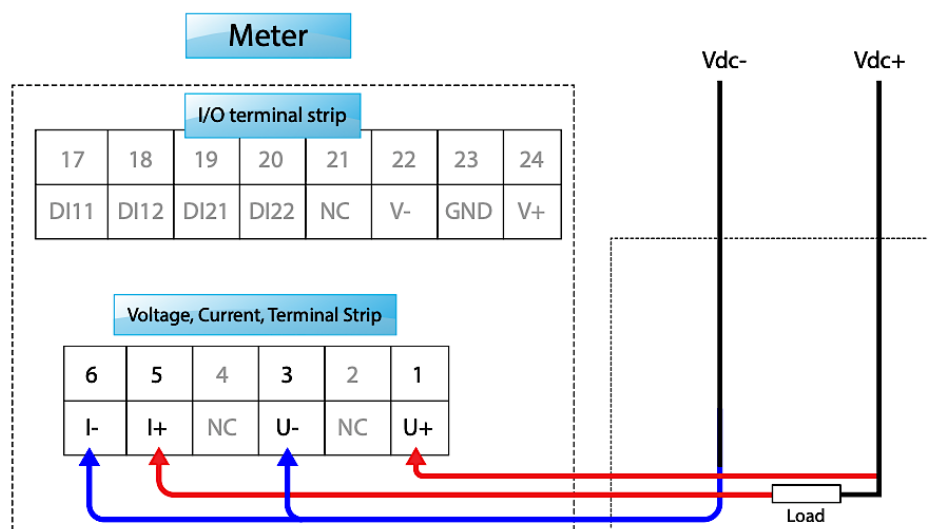 Meter
Vdc- Vdc+
I/O terminal strip
17 18 19 20 21 22 23 24
DI11 DI12 DI21 DI22 NC V- GND V+
Voltage, Current, Terminal Strip
6 5 4 3 2 1
I- I+ NC U- NC U+
Load